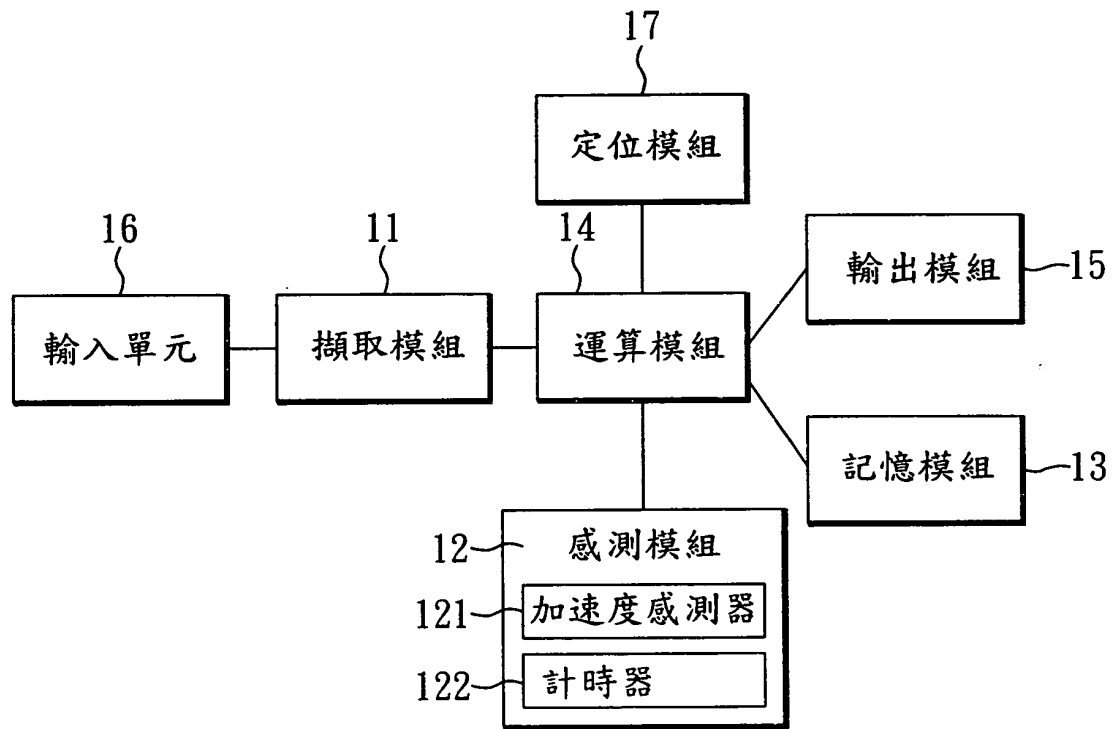 17
定位模組
16
11
14
輸入單元
擷取模組
運算模組
輸出模組
15
記憶模組
13
12
感測模組
121
加速度感測器
122
計時器